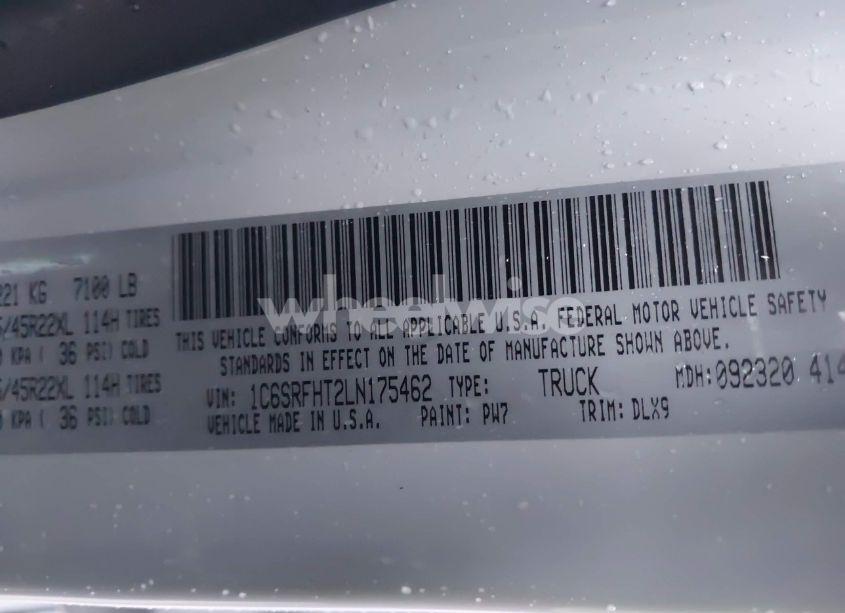 221 KG 7100 LB
/45R22XL 114H TIRES
KPA ( 36 PSI) COLD
/45R22XL 114H TIRES
KPA ( 36 PSI) COLD
THIS VEHICLE CONFORMS TO ALL APPLICABLE U.S.A. FEDERAL MOTOR VEHICLE SAFETY
STANDARDS IN EFFECT ON THE DATE OF MANUFACTURE SHOWN ABOVE.
VIN: 1C6SRFHT2LN175462 TYPE: TRUCK MDH:092320 414
VEHICLE MADE IN U.S.A. PAINT: PW7 TRIM: DLX9
wheelwise